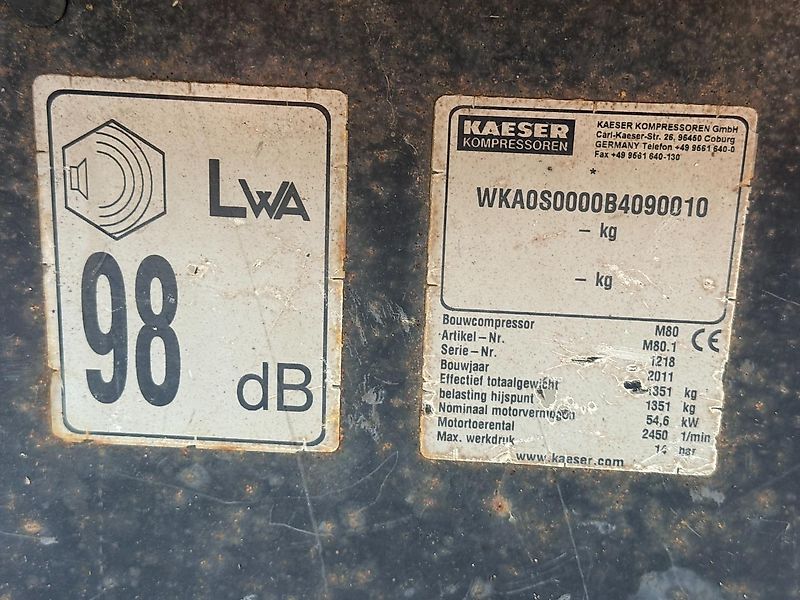 LWA
98
dB
KAESER
KOMPRESSOREN
KAESER KOMPRESSOREN GmbH
Carl-Kaeser-Str. 26, 96450 Coburg
GERMANY Telefon +49 9561 640-0
Fax +49 9561 640-130
*
WKA0S0000B4090010
– kg
– kg
Bouwcompressor M80
Artikel – Nr. M80.1
Serie – Nr. 1218
Bouwjaar 2011
Effectief totaalgewicht 1351 kg
belasting hijspunt 1351 kg
Nominaal motorvermogen 54,6 kW
Motortoerental 2450 1/min
Max. werkdruk 14 bar
CE
www.kaeser.com